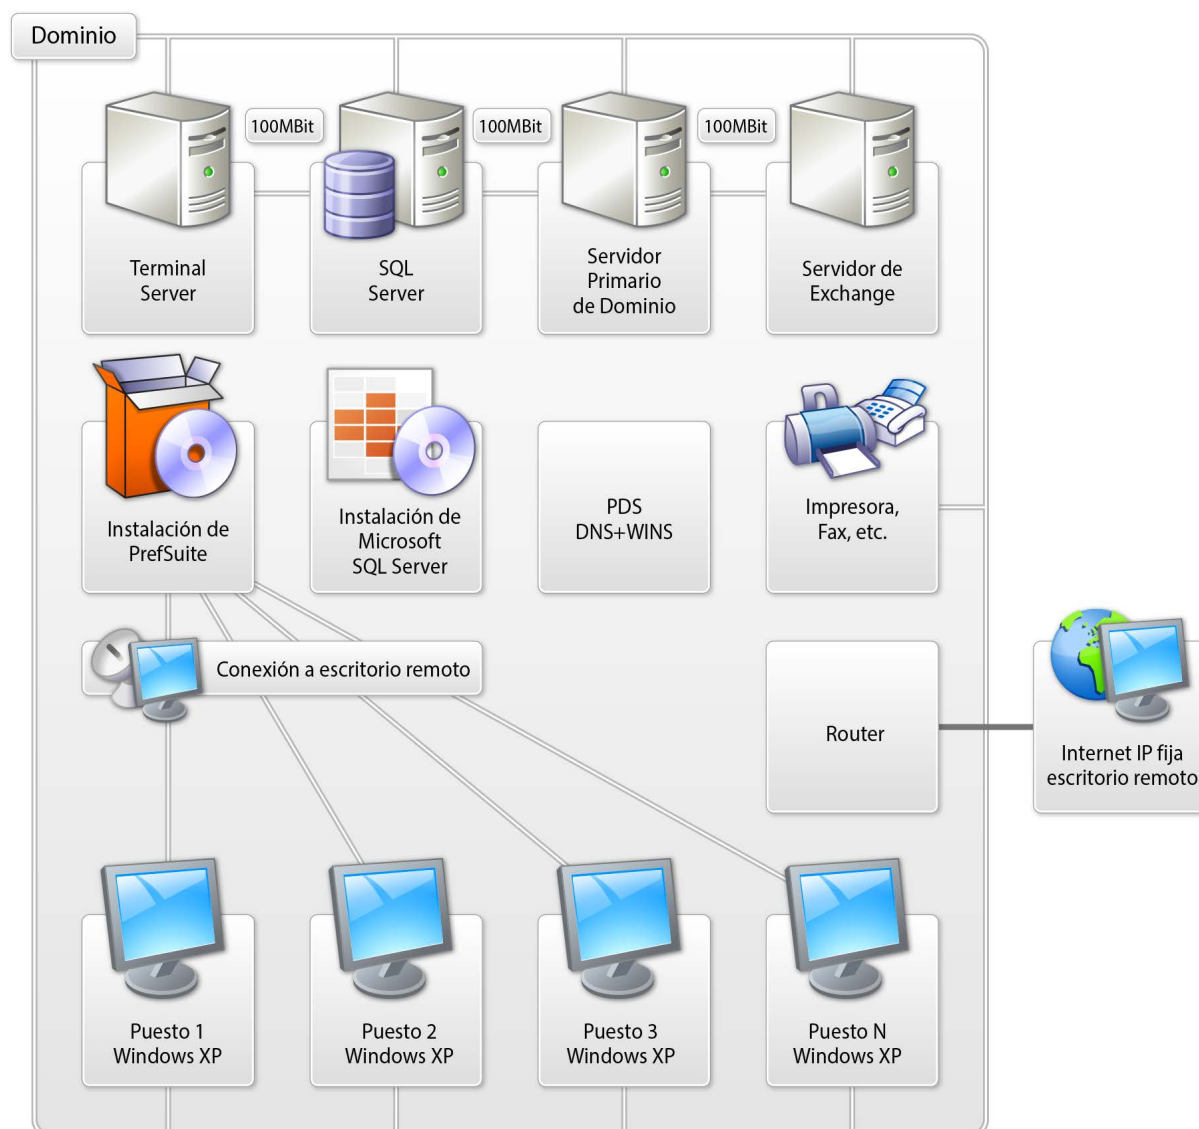 Dominio
100MBit
100MBit
100MBit
Terminal
Server
SQL
Server
Servidor
Primario
de Dominio
Servidor de
Exchange
Instalación de
PrefSuite
Instalación de
Microsoft
SQL Server
PDS
DNS+WINS
Impresora,
Fax, etc.
Conexión a escritorio remoto
Router
Internet IP fija
escritorio remoto
Puesto 1
Windows XP
Puesto 2
Windows XP
Puesto 3
Windows XP
Puesto N
Windows XP